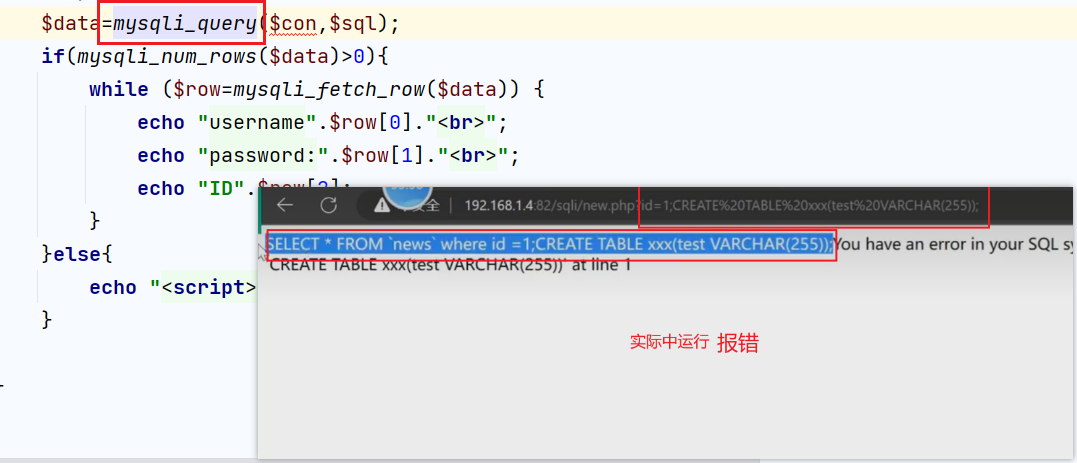 $data=mysqli_query($con,$sql);
if(mysqli_num_rows($data)>0){
while ($row=mysqli_fetch_row($data)) {
echo "username".$row[0]."<br>";
echo "password:".$row[1]."<br>";
echo "ID".
}
}else{
echo "<script>
}
安全 | 192.168.1.4:82/sqli/new.php?id=1;CREATE%20TABLE%20xxx(test%20VARCHAR(255));
SELECT * FROM `news` where id =1;CREATE TABLE xxx(test VARCHAR(255));You have an error in your SQL sy
'CREATE TABLE xxx(test VARCHAR(255))' at line 1
实际中运行 报错